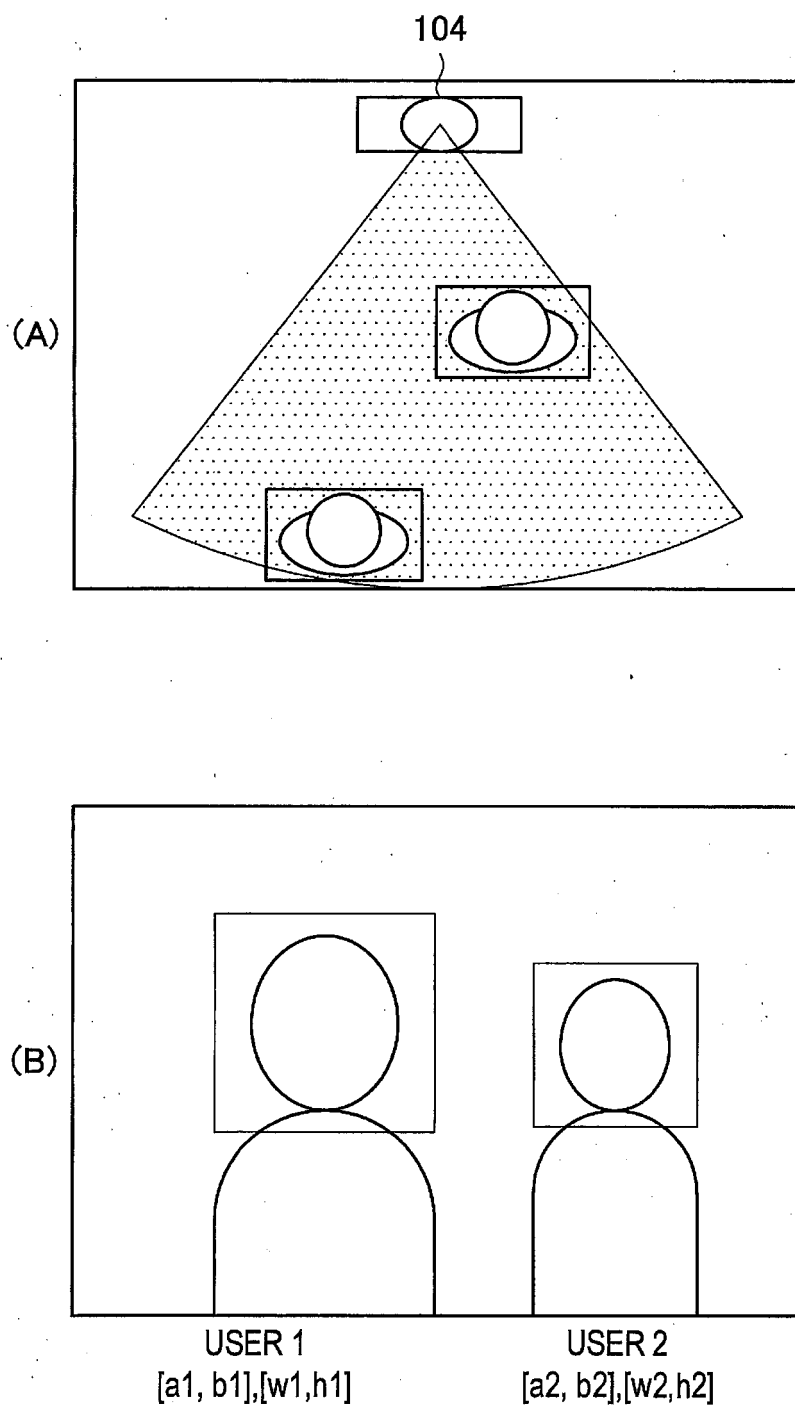 104
(A)
(B)
USER 1 USER 2
[a1, b1],[w1,h1] [a2, b2],[w2,h2]